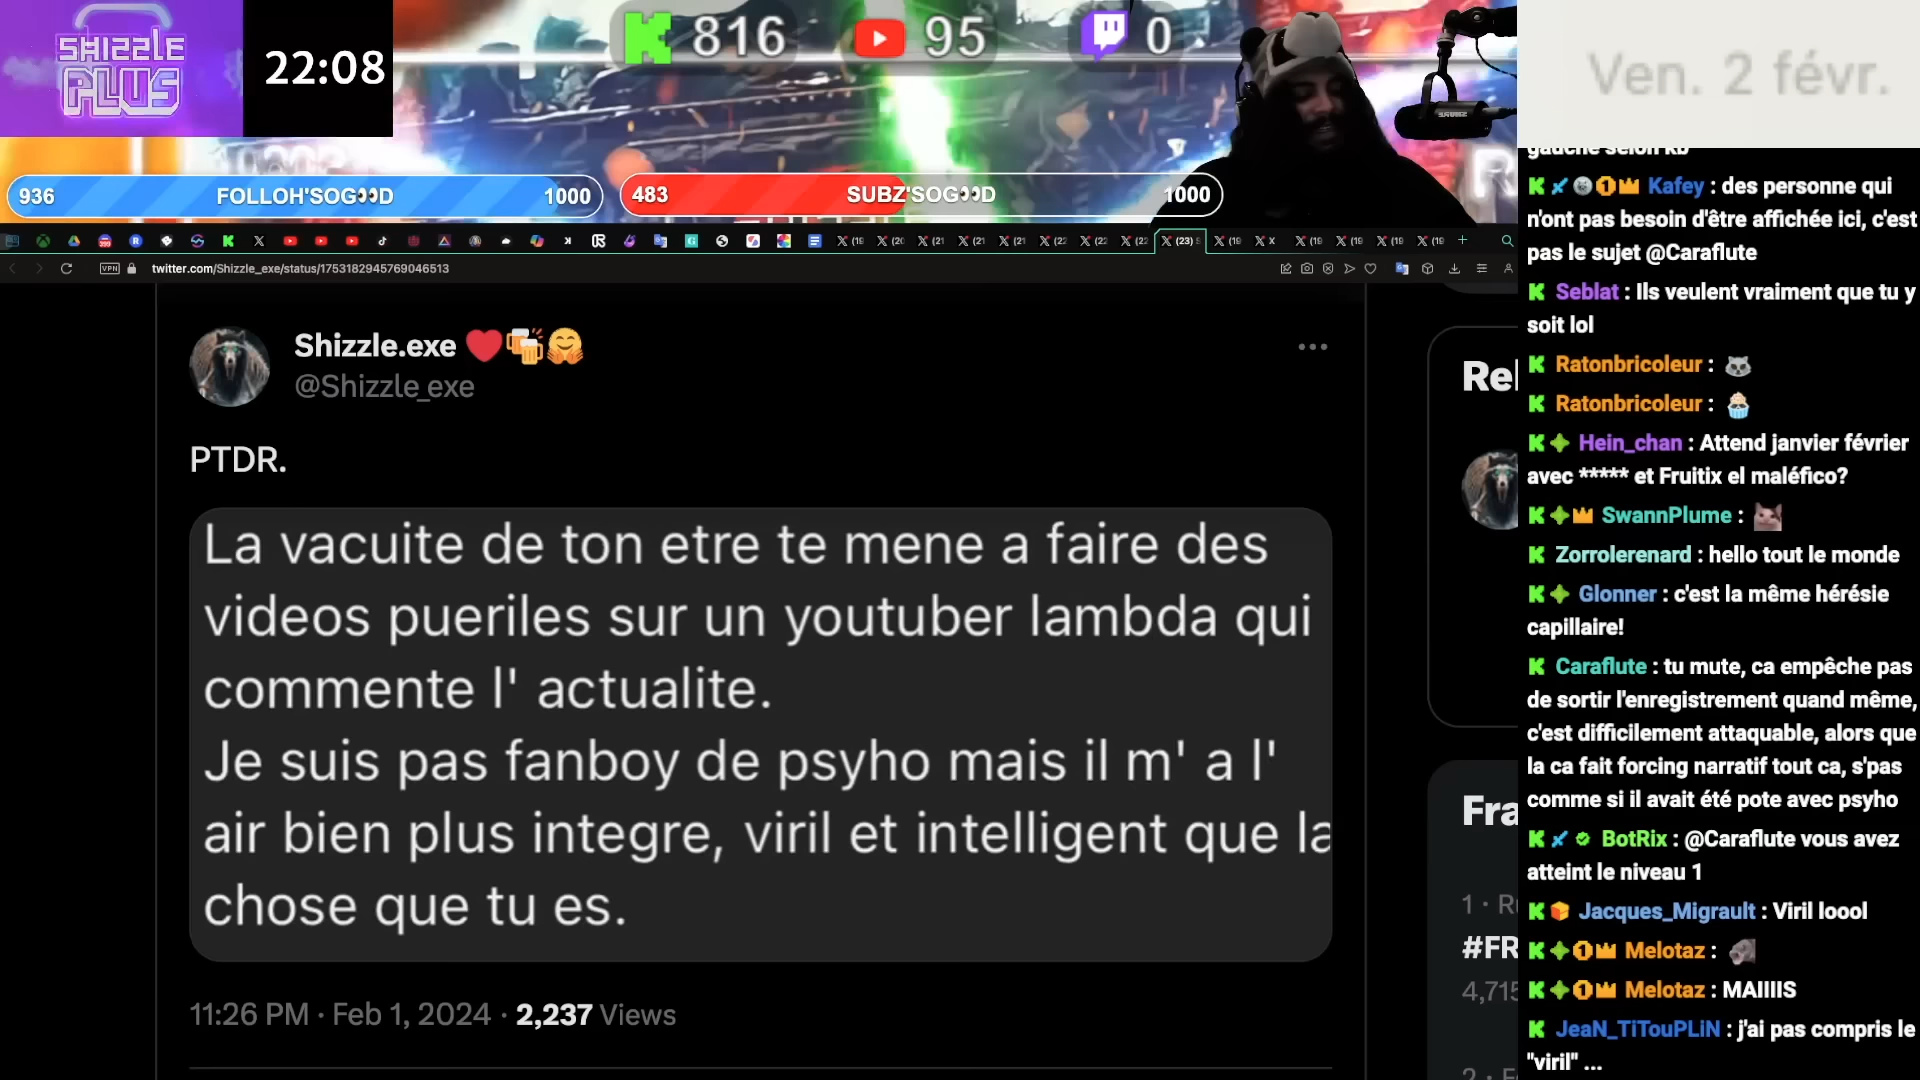 SHIZZLE
PLUS
22:08
816
95
0
Ven. 2 févr.
936 FOLLOH'SOG👀D 1000
483 SUBZ'SOG👀D 1000
VPN
twitter.com/Shizzle_exe/status/1753182945769046513
Shizzle.exe ❤️🍻🤗
@Shizzle_exe
PTDR.
La vacuite de ton etre te mene a faire des
videos pueriles sur un youtuber lambda qui
commente l' actualite.
Je suis pas fanboy de psyho mais il m' a l'
air bien plus integre, viril et intelligent que la
chose que tu es.
11:26 PM · Feb 1, 2024 · 2,237 Views
Rel
Fra
#FR
4,715
gauche selon kb
Kafey : des personne qui
n'ont pas besoin d'être affichée ici, c'est
pas le sujet @Caraflute
Seblat : Ils veulent vraiment que tu y
soit lol
Ratonbricoleur :
Ratonbricoleur :
Hein_chan : Attend janvier février
avec ***** et Fruitix el maléfico?
SwannPlume :
Zorrolerenard : hello tout le monde
Glonner : c'est la même hérésie
capillaire!
Caraflute : tu mute, ca empêche pas
de sortir l'enregistrement quand même,
c'est difficilement attaquable, alors que
la ca fait forcing narratif tout ca, s'pas
comme si il avait été pote avec psyho
BotRix : @Caraflute vous avez
atteint le niveau 1
Jacques_Migrault : Viril loool
Melotaz :
Melotaz : MAIIIIS
JeaN_TiTouPLiN : j'ai pas compris le
"viril" ...